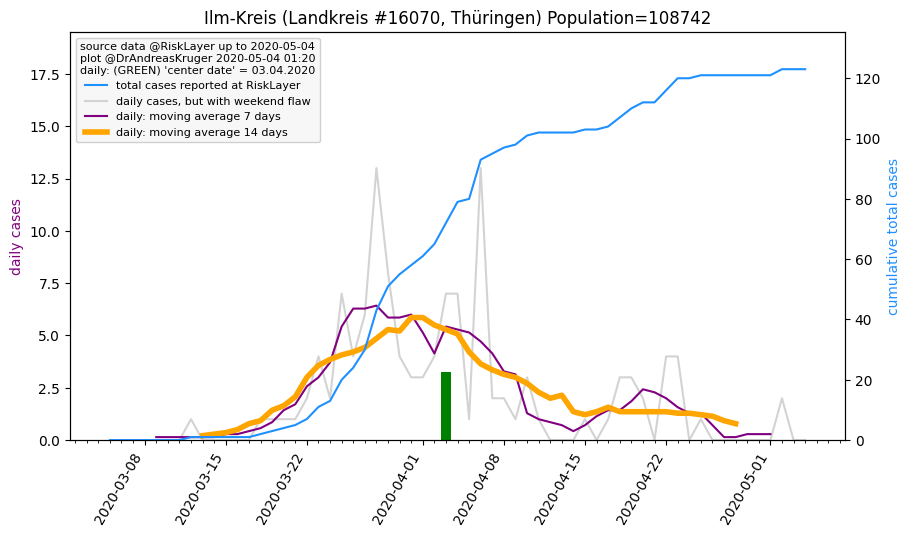 Ilm-Kreis (Landkreis #16070, Thüringen) Population=108742
source data @RiskLayer up to 2020-05-04
plot @DrAndreasKruger 2020-05-04 01:20
daily: (GREEN) 'center date' = 03.04.2020
total cases reported at RiskLayer
daily cases, but with weekend flaw
daily: moving average 7 days
daily: moving average 14 days
daily cases
17.5
15.0
12.5
10.0
7.5
5.0
2.5
0.0
120
100
80
60
40
20
0
cumulative total cases
2020-03-08
2020-03-15
2020-03-22
2020-04-01
2020-04-08
2020-04-15
2020-04-22
2020-05-01